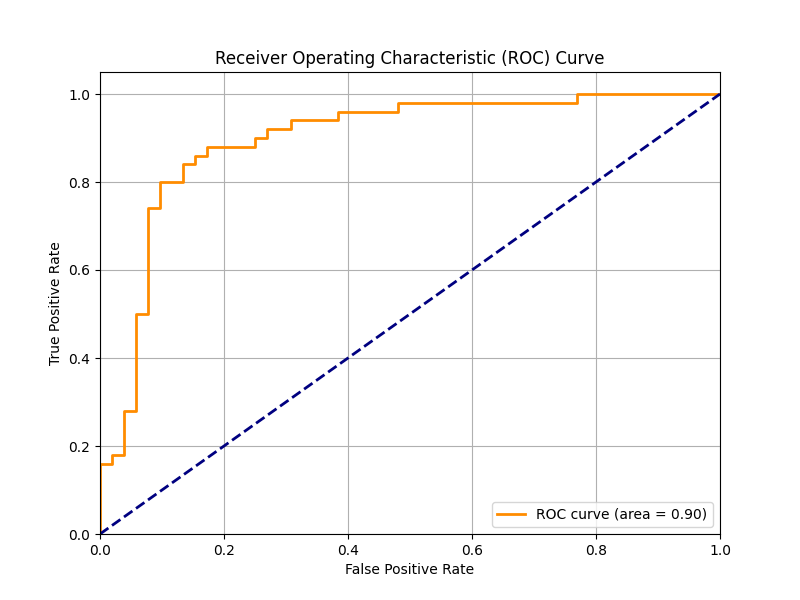 Receiver Operating Characteristic (ROC) Curve
True Positive Rate
1.0
0.8
0.6
0.4
0.2
0.0
ROC curve (area = 0.90)
0.0 0.2 0.4 0.6 0.8 1.0
False Positive Rate